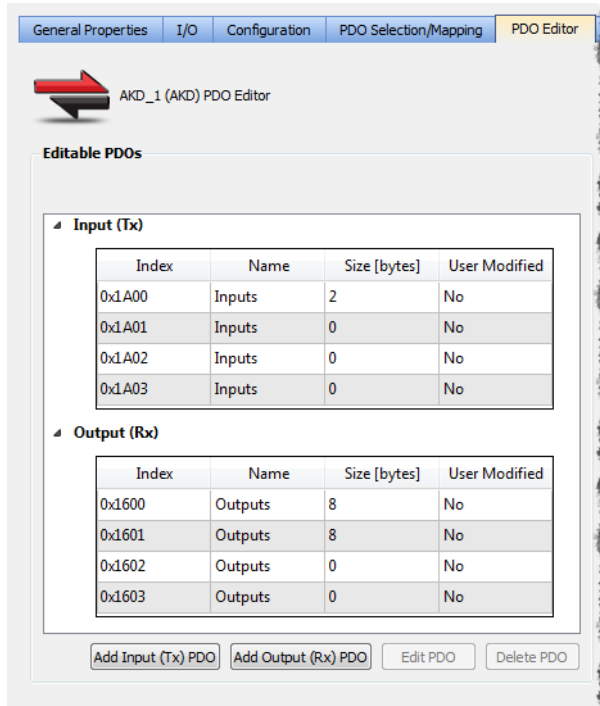 General Properties I/O Configuration PDO Selection/Mapping PDO Editor
AKD_1 (AKD) PDO Editor
Editable PDOs
Input (Tx)
Index Name Size [bytes] User Modified
0x1A00 Inputs 2 No
0x1A01 Inputs 0 No
0x1A02 Inputs 0 No
0x1A03 Inputs 0 No
Output (Rx)
Index Name Size [bytes] User Modified
0x1600 Outputs 8 No
0x1601 Outputs 8 No
0x1602 Outputs 0 No
0x1603 Outputs 0 No
Add Input (Tx) PDO Add Output (Rx) PDO Edit PDO Delete PDO